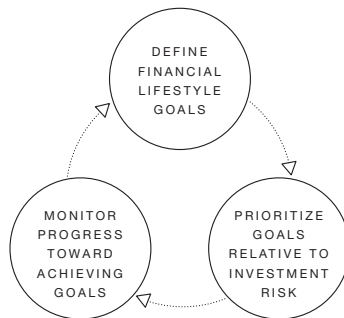 DEFINE
FINANCIAL
LIFESTYLE
GOALS
PRIORITIZE
GOALS
RELATIVE TO
INVESTMENT
RISK
MONITOR
PROGRESS
TOWARD
ACHIEVING
GOALS